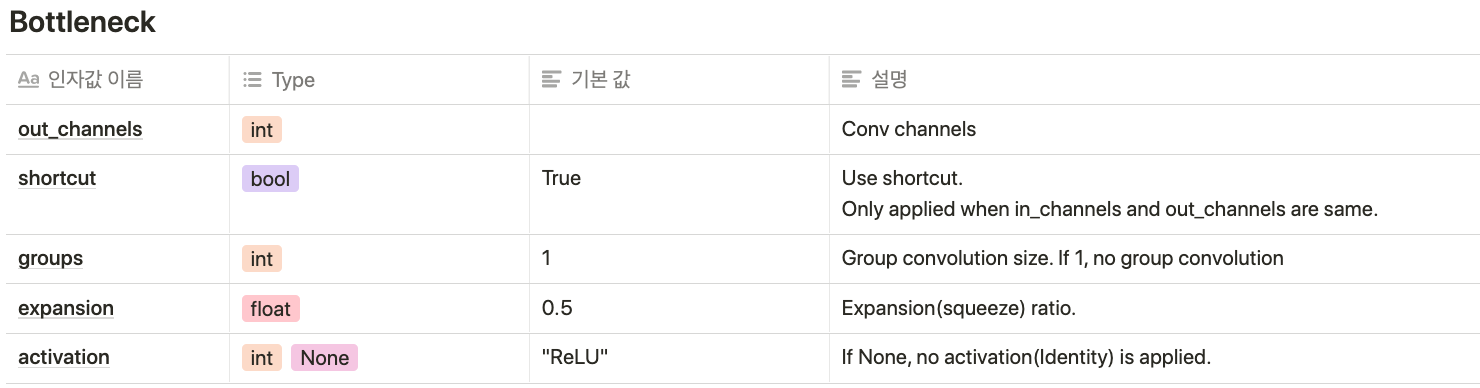 Bottleneck
Aa 인자값 이름 Type 기본 값 설명
out_channels int Conv channels
shortcut bool True Use shortcut.
Only applied when in_channels and out_channels are same.
groups int 1 Group convolution size. If 1, no group convolution
expansion float 0.5 Expansion(squeeze) ratio.
activation int None "ReLU" If None, no activation(Identity) is applied.